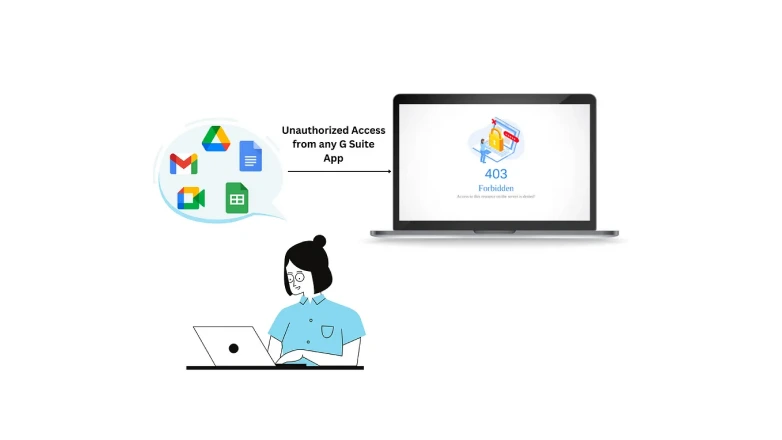 Unauthorized Access
from any G Suite
App
403
Forbidden
Access to this resource on the server is denied!